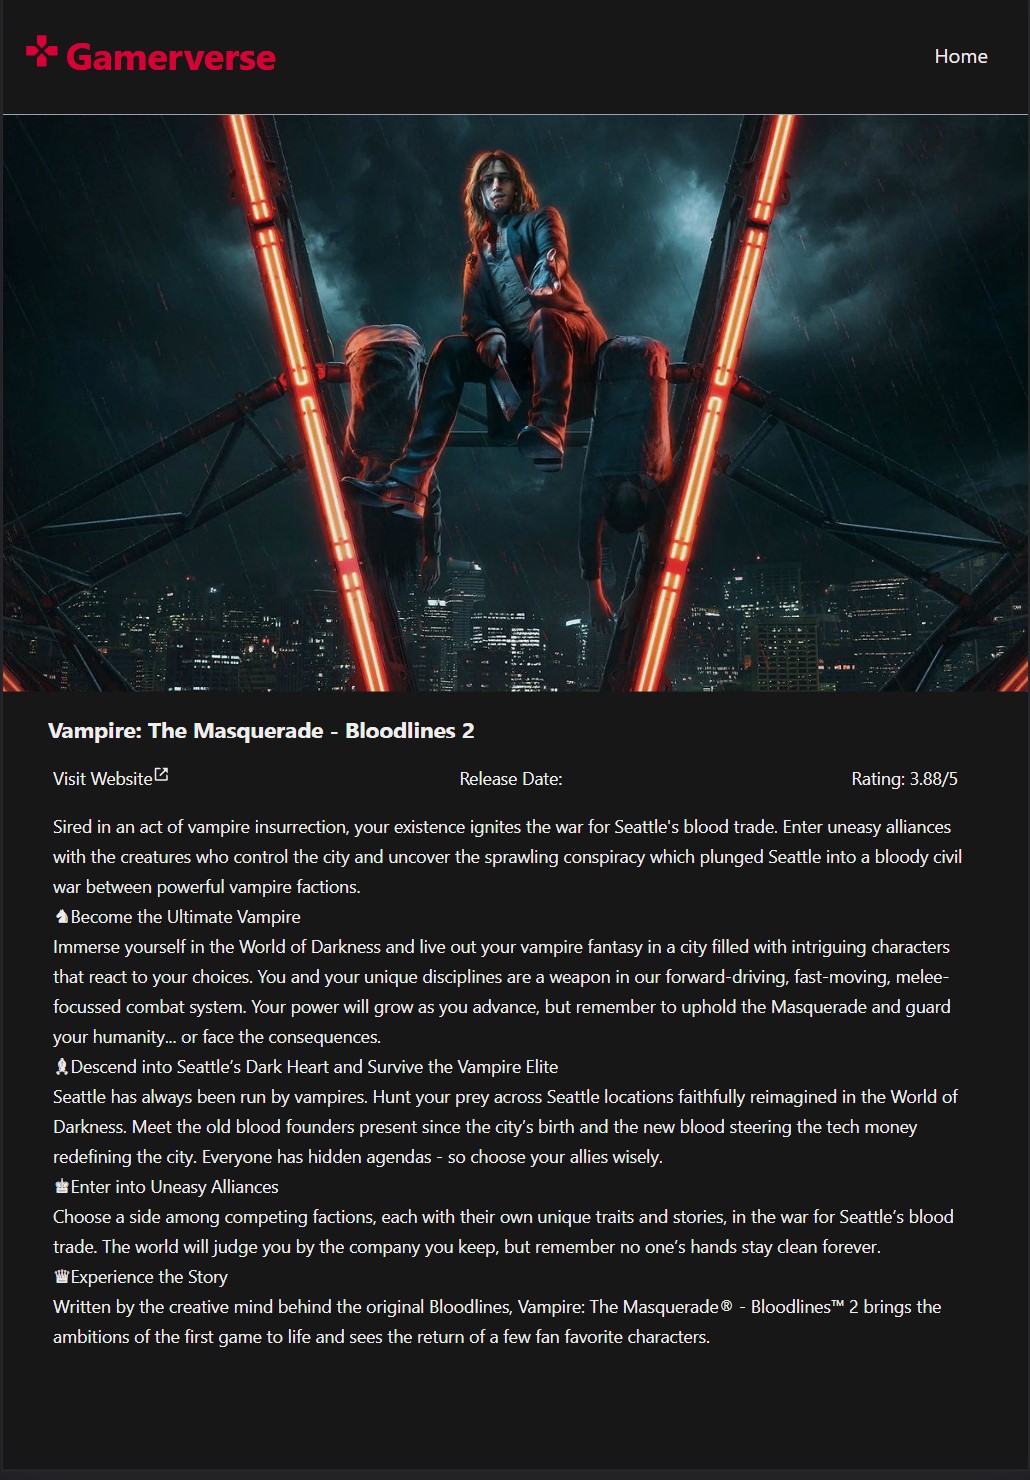 Gamerverse
Home
Vampire: The Masquerade - Bloodlines 2
Visit Website
Release Date:
Rating: 3.88/5
Sired in an act of vampire insurrection, your existence ignites the war for Seattle's blood trade. Enter uneasy alliances
with the creatures who control the city and uncover the sprawling conspiracy which plunged Seattle into a bloody civil
war between powerful vampire factions.
♞Become the Ultimate Vampire
Immerse yourself in the World of Darkness and live out your vampire fantasy in a city filled with intriguing characters
that react to your choices. You and your unique disciplines are a weapon in our forward-driving, fast-moving, melee-
focussed combat system. Your power will grow as you advance, but remember to uphold the Masquerade and guard
your humanity... or face the consequences.
♝Descend into Seattle’s Dark Heart and Survive the Vampire Elite
Seattle has always been run by vampires. Hunt your prey across Seattle locations faithfully reimagined in the World of
Darkness. Meet the old blood founders present since the city’s birth and the new blood steering the tech money
redefining the city. Everyone has hidden agendas - so choose your allies wisely.
♚Enter into Uneasy Alliances
Choose a side among competing factions, each with their own unique traits and stories, in the war for Seattle’s blood
trade. The world will judge you by the company you keep, but remember no one’s hands stay clean forever.
♛Experience the Story
Written by the creative mind behind the original Bloodlines, Vampire: The Masquerade® - Bloodlines™ 2 brings the
ambitions of the first game to life and sees the return of a few fan favorite characters.